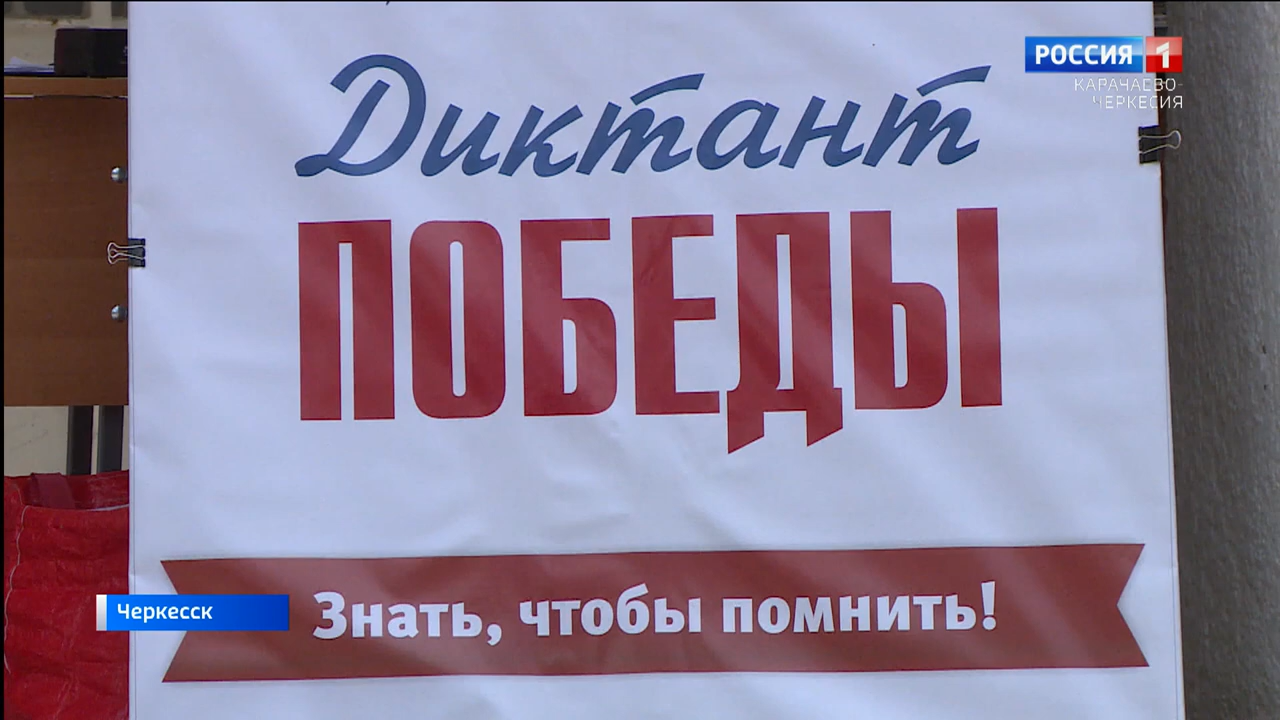 РОССИЯ 1
КАРАЧАЕВО-
ЧЕРКЕСИЯ
Диктант
ПОБЕДЫ
Знать, чтобы помнить!
Черкесск